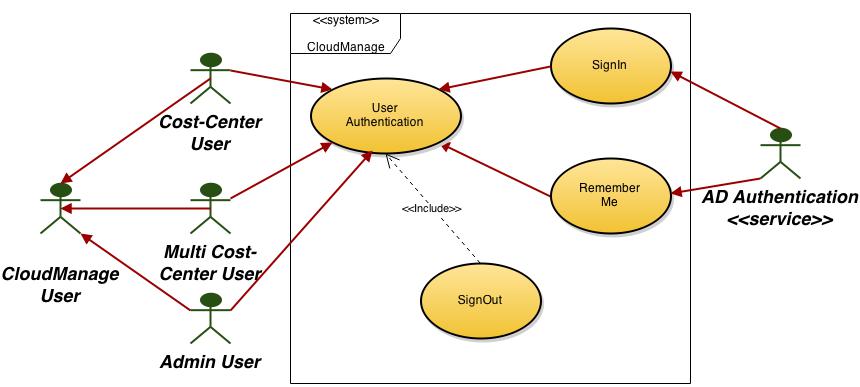 <<system>>
CloudManage
SignIn
User
Authentication
Cost-Center
User
Remember
Me
AD Authentication
<<service>>
<<Include>>
Multi Cost-
Center User
CloudManage
User
SignOut
Admin User